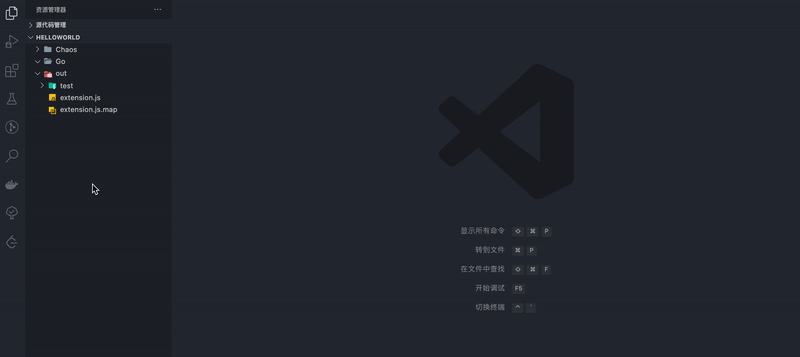 资源管理器
源代码管理
HELLOWORLD
Chaos
Go
out
test
extension.js
extension.js.map
显示所有命令 ⇧ ⌘ P
转到文件 ⌘ P
在文件中查找 ⇧ ⌘ F
开始调试 F5
切换终端 ^ `